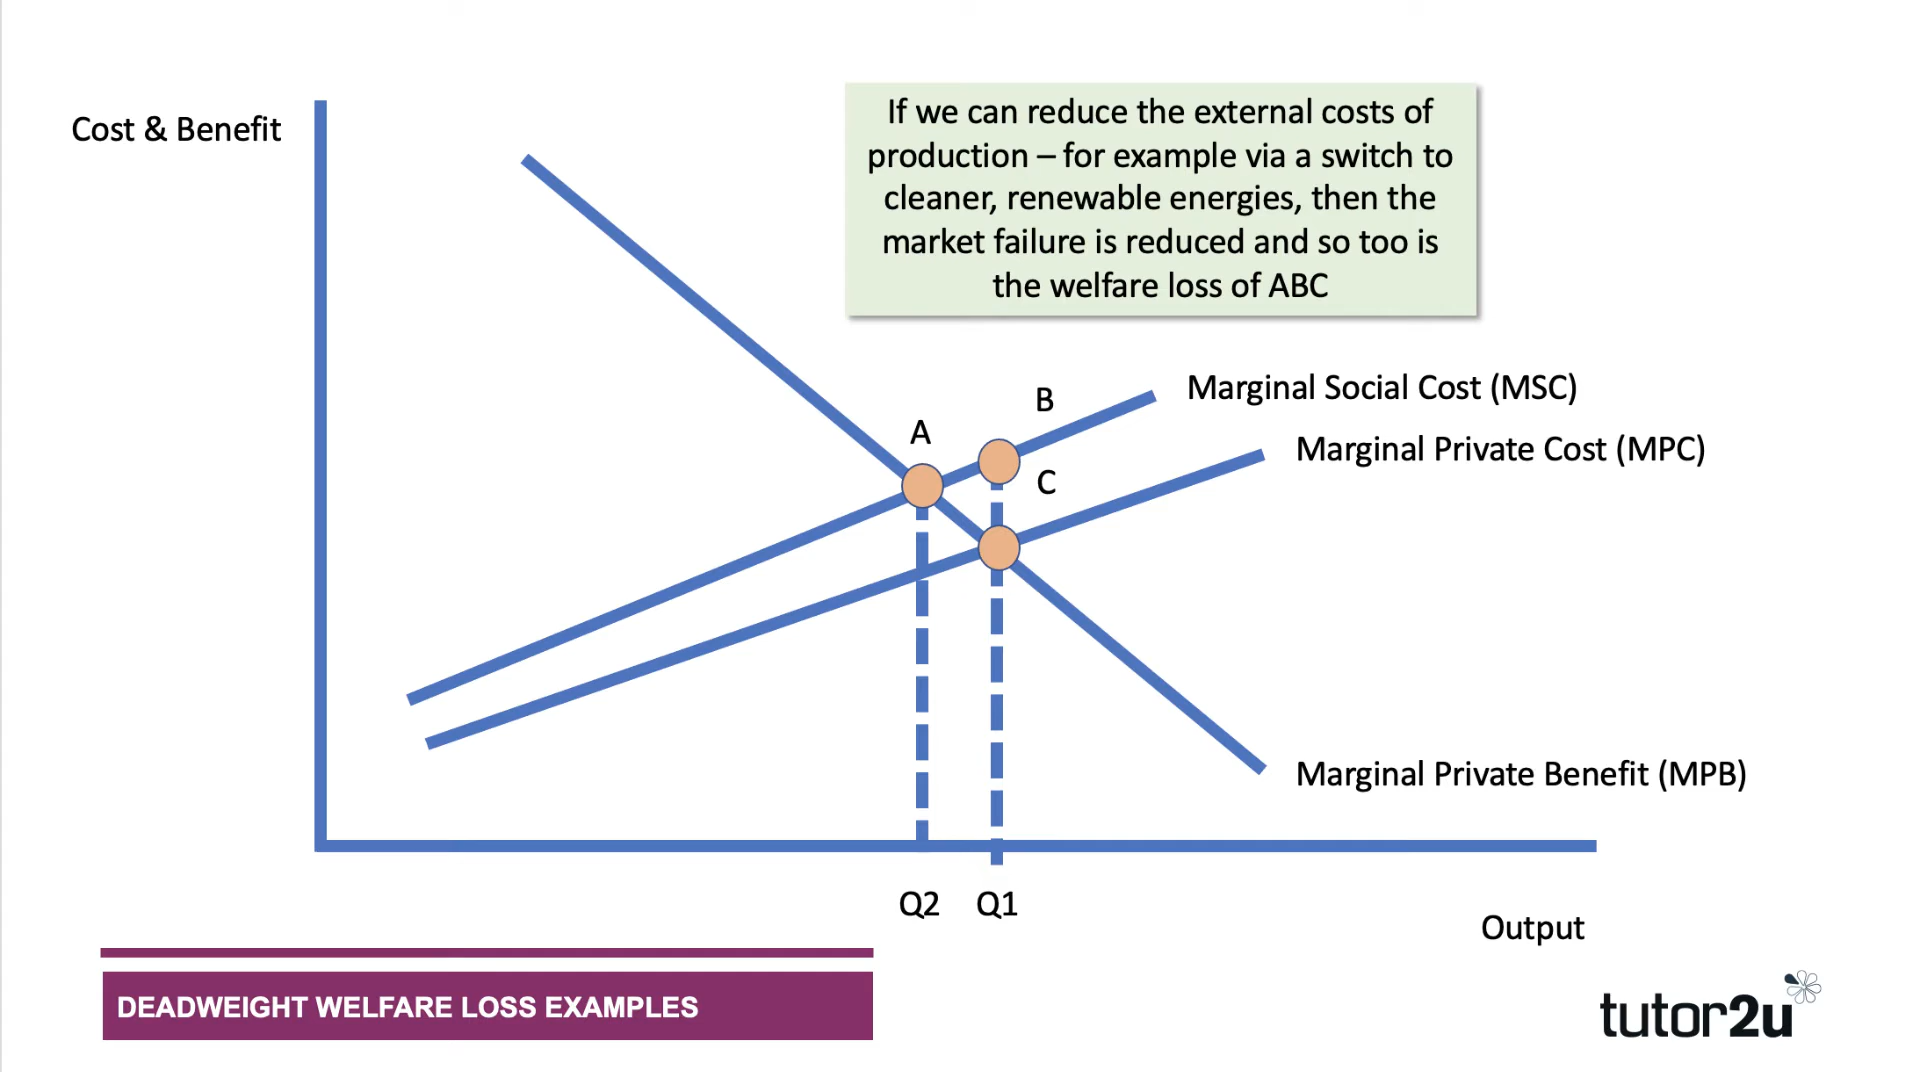 Cost & Benefit
If we can reduce the external costs of
production – for example via a switch to
cleaner, renewable energies, then the
market failure is reduced and so too is
the welfare loss of ABC
Marginal Social Cost (MSC)
B
A
Marginal Private Cost (MPC)
C
Marginal Private Benefit (MPB)
Q2 Q1
Output
DEADWEIGHT WELFARE LOSS EXAMPLES
tutor2u